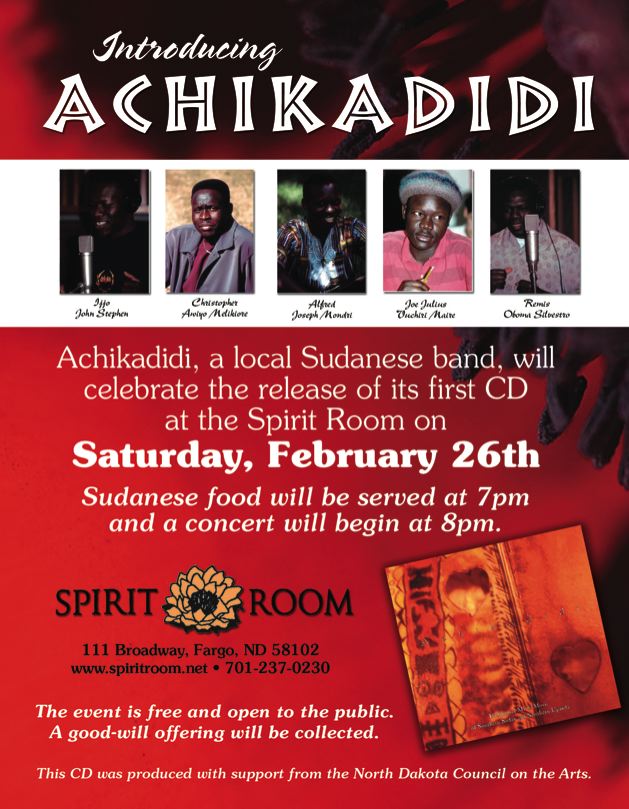 Introducing
ACHIKADIDI
Ijjo
John Stephen
Christopher
Awiyo Melikiore
Alfred
Joseph Mondri
Joe Julius
Vuchiri Maire
Remis
Oboma Silvestro
Achikadidi, a local Sudanese band, will
celebrate the release of its first CD
at the Spirit Room on
Saturday, February 26th
Sudanese food will be served at 7pm
and a concert will begin at 8pm.
SPIRIT ROOM
111 Broadway, Fargo, ND 58102
www.spiritroom.net • 701-237-0230
The event is free and open to the public.
A good-will offering will be collected.
This CD was produced with support from the North Dakota Council on the Arts.